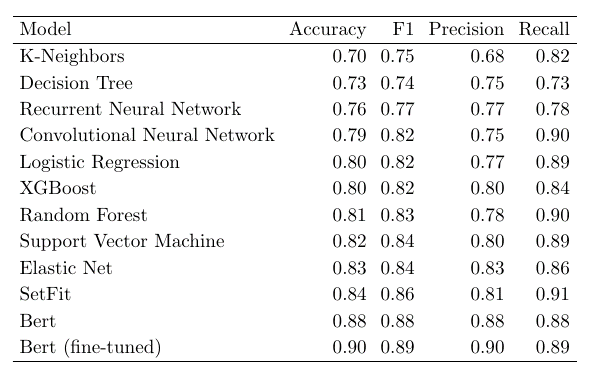 Model Accuracy F1 Precision Recall
K-Neighbors 0.70 0.75 0.68 0.82
Decision Tree 0.73 0.74 0.75 0.73
Recurrent Neural Network 0.76 0.77 0.77 0.78
Convolutional Neural Network 0.79 0.82 0.75 0.90
Logistic Regression 0.80 0.82 0.77 0.89
XGBoost 0.80 0.82 0.80 0.84
Random Forest 0.81 0.83 0.78 0.90
Support Vector Machine 0.82 0.84 0.80 0.89
Elastic Net 0.83 0.84 0.83 0.86
SetFit 0.84 0.86 0.81 0.91
Bert 0.88 0.88 0.88 0.88
Bert (fine-tuned) 0.90 0.89 0.90 0.89